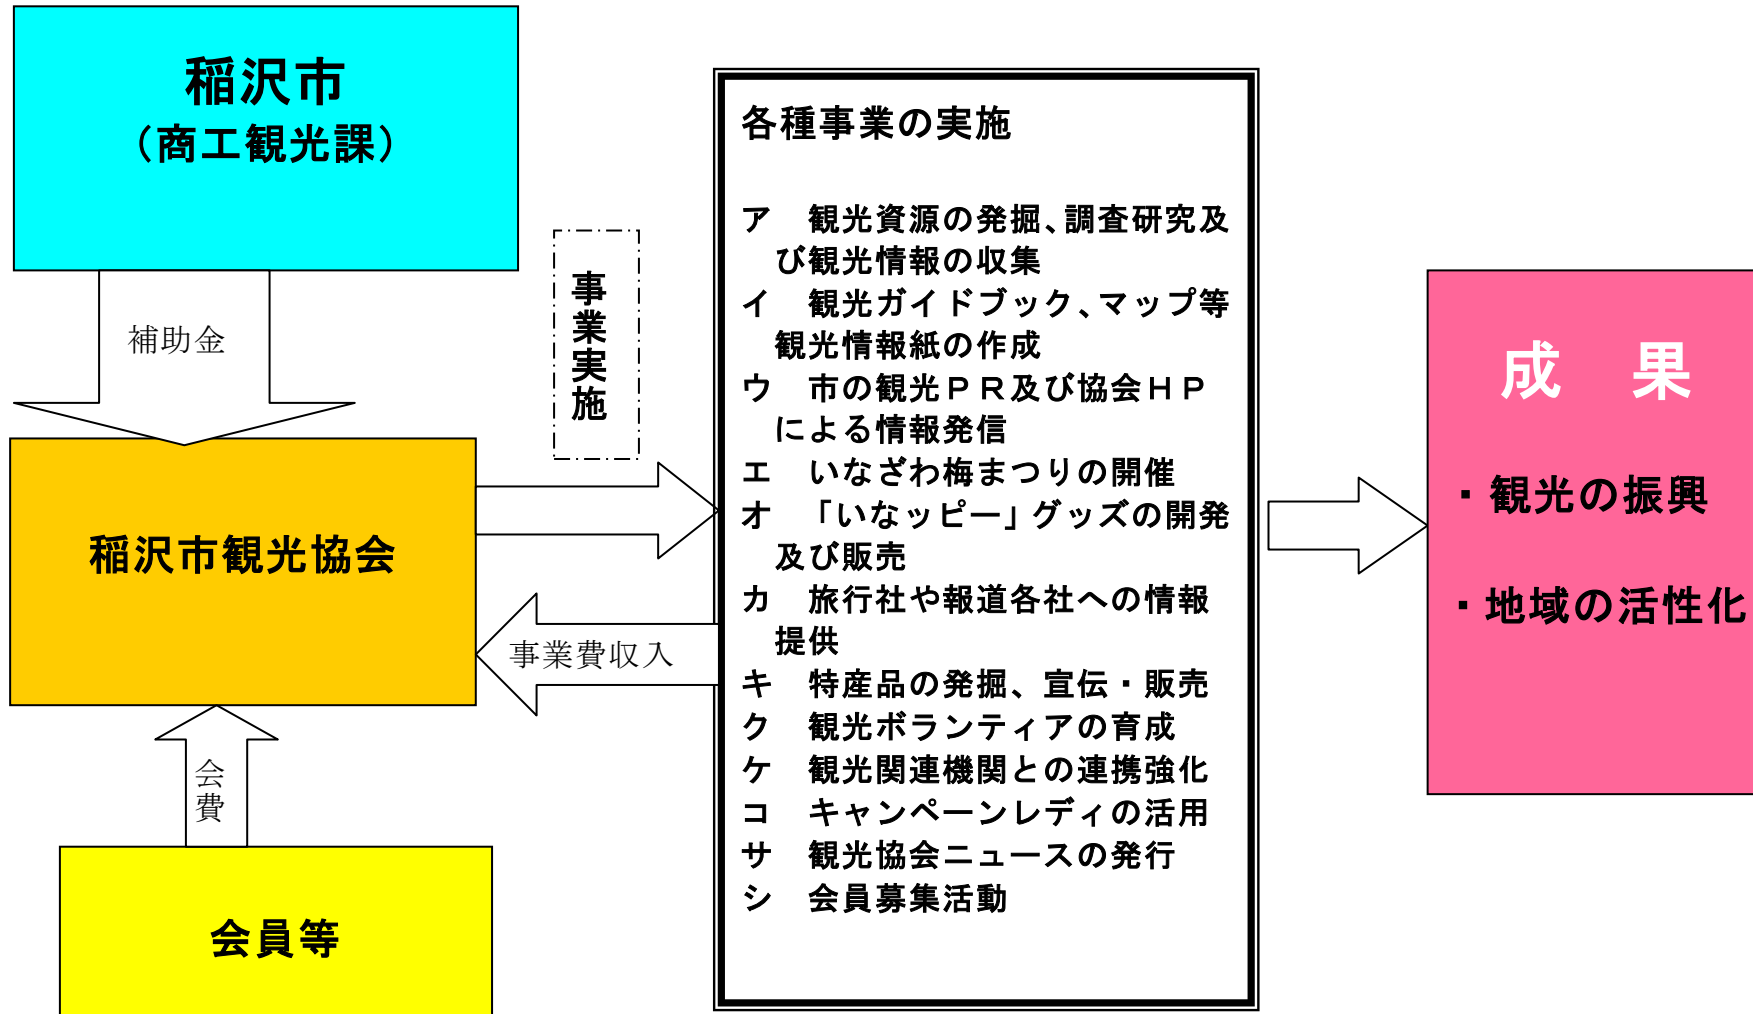 稲沢市
（商工観光課）
補助金
稲沢市観光協会
会費
会員等
事業実施
事業費収入
各種事業の実施
ア　観光資源の発掘、調査研究及
び観光情報の収集
イ　観光ガイドブック、マップ等
観光情報紙の作成
ウ　市の観光ＰＲ及び協会ＨＰ
による情報発信
エ　いなざわ梅まつりの開催
オ　「いなッピー」グッズの開発
及び販売
カ　旅行社や報道各社への情報
提供
キ　特産品の発掘、宣伝・販売
ク　観光ボランティアの育成
ケ　観光関連機関との連携強化
コ　キャンペーンレディの活用
サ　観光協会ニュースの発行
シ　会員募集活動
成　果
・観光の振興
・地域の活性化